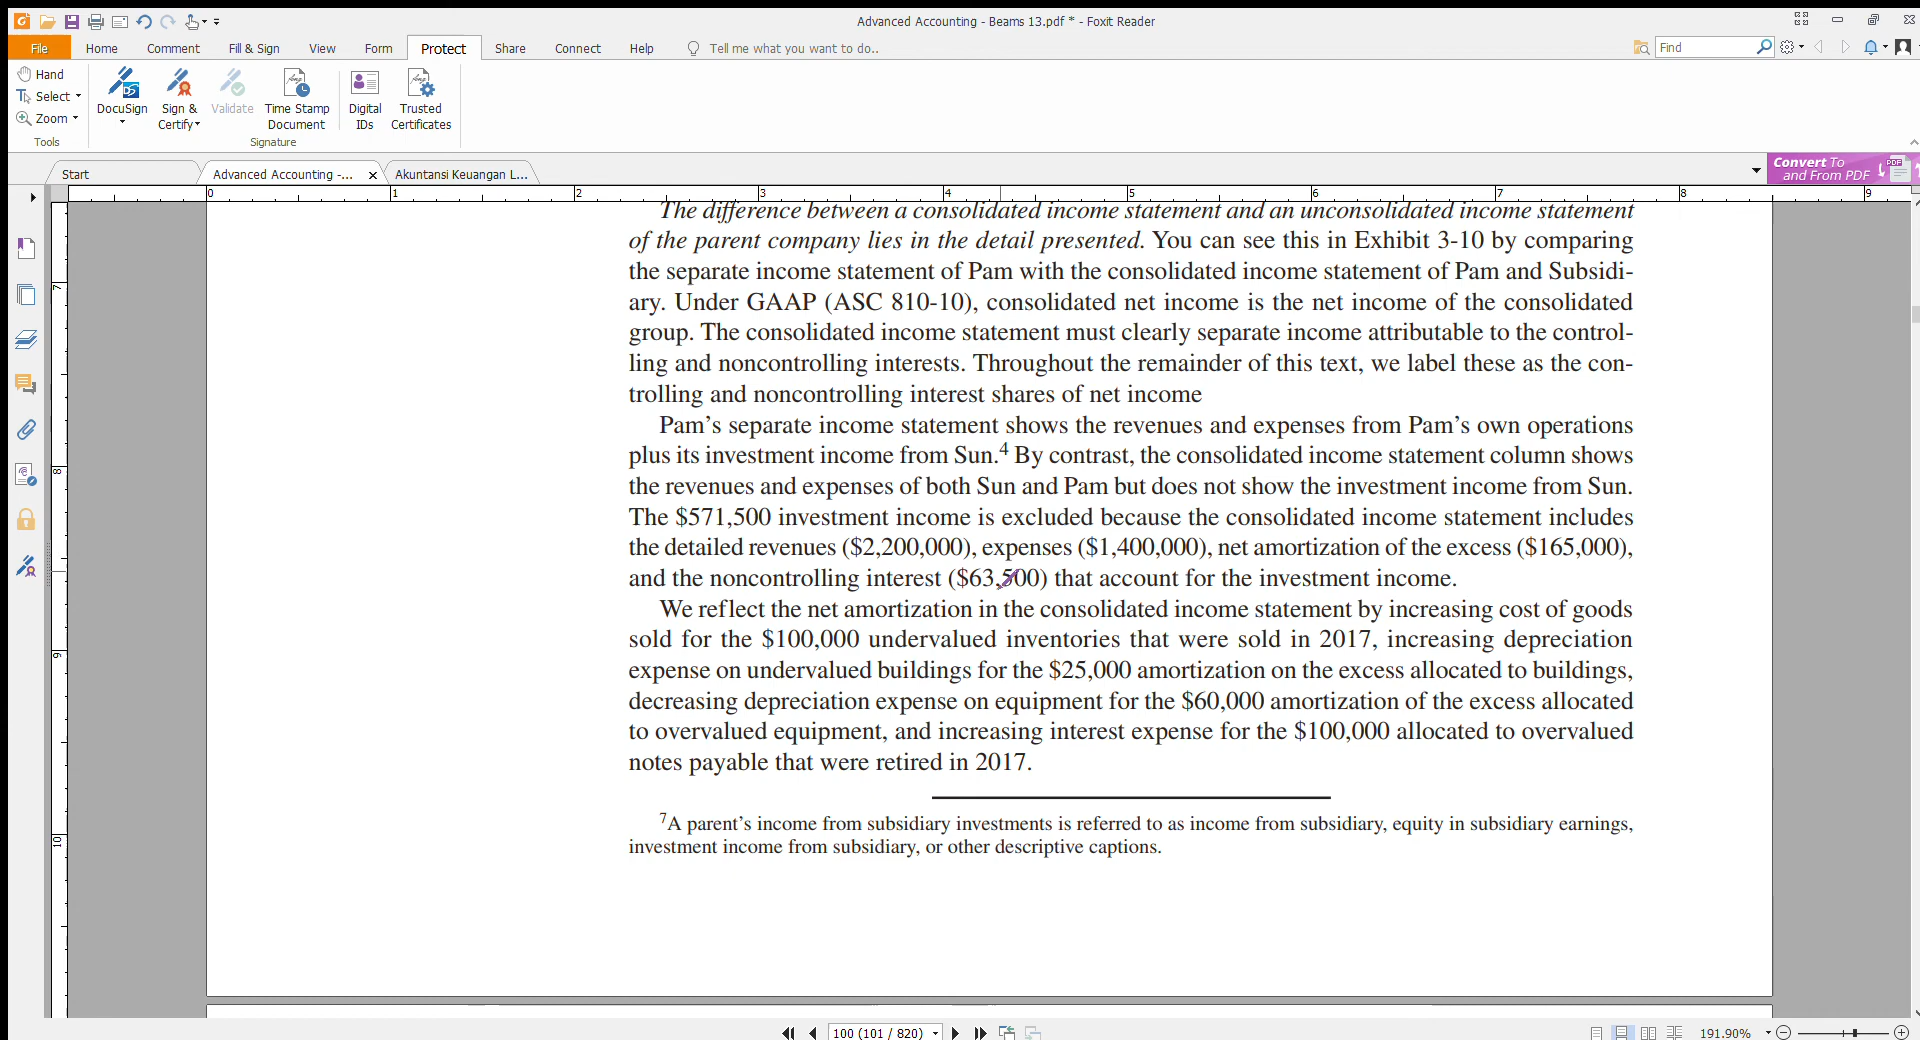 Advanced Accounting - Beams 13.pdf * - Foxit Reader
File Home Comment Fill & Sign View Form Protect Share Connect Help Tell me what you want to do.. Find
Hand
Select
Zoom
Tools
DocuSign
Sign & Certify
Validate
Time Stamp Document
Digital IDs
Trusted Certificates
Signature
Start Advanced Accounting -... Akuntansi Keuangan L...
Convert To
and From PDF
PDF
0 1 2 3 4 5 6 7 8 9
7
8
9
10
The difference between a consolidated income statement and an unconsolidated income statement
of the parent company lies in the detail presented. You can see this in Exhibit 3-10 by comparing
the separate income statement of Pam with the consolidated income statement of Pam and Subsidi-
ary. Under GAAP (ASC 810-10), consolidated net income is the net income of the consolidated
group. The consolidated income statement must clearly separate income attributable to the control-
ling and noncontrolling interests. Throughout the remainder of this text, we label these as the con-
trolling and noncontrolling interest shares of net income
Pam's separate income statement shows the revenues and expenses from Pam's own operations
plus its investment income from Sun.4 By contrast, the consolidated income statement column shows
the revenues and expenses of both Sun and Pam but does not show the investment income from Sun.
The $571,500 investment income is excluded because the consolidated income statement includes
the detailed revenues ($2,200,000), expenses ($1,400,000), net amortization of the excess ($165,000),
and the noncontrolling interest ($63,500) that account for the investment income.
We reflect the net amortization in the consolidated income statement by increasing cost of goods
sold for the $100,000 undervalued inventories that were sold in 2017, increasing depreciation
expense on undervalued buildings for the $25,000 amortization on the excess allocated to buildings,
decreasing depreciation expense on equipment for the $60,000 amortization of the excess allocated
to overvalued equipment, and increasing interest expense for the $100,000 allocated to overvalued
notes payable that were retired in 2017.
7A parent's income from subsidiary investments is referred to as income from subsidiary, equity in subsidiary earnings,
investment income from subsidiary, or other descriptive captions.
100 (101 / 820)
191.90%